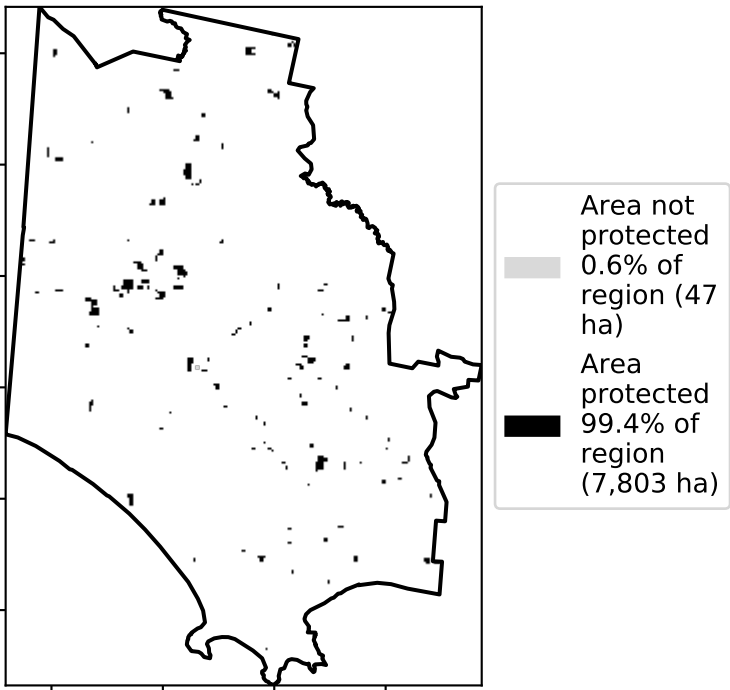 Area not
protected
0.6% of
region (47
ha)
Area
protected
99.4% of
region
(7,803 ha)